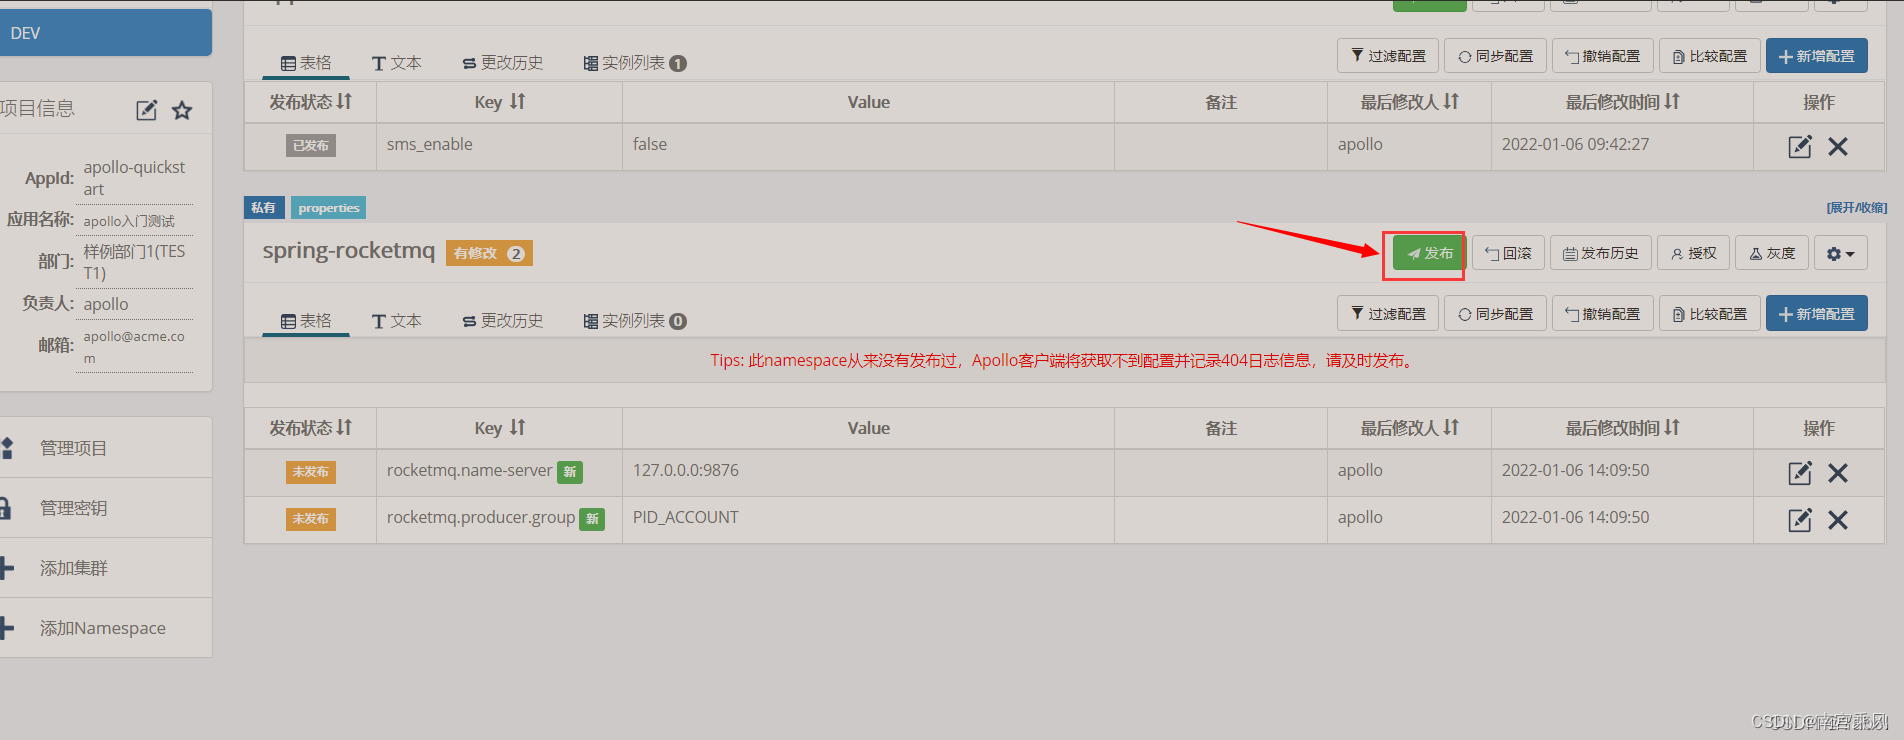 DEV
表格 文本 更改历史 实例列表 1
过滤配置 同步配置 撤销配置 比较配置 新增配置
发布状态 Key Value 备注 最后修改人 最后修改时间 操作
已发布 sms_enable false apollo 2022-01-06 09:42:27
项目信息
AppId: apollo-quickst
art
应用名称: apollo入门测试
部门: 样例部门1(TES
T1)
负责人: apollo
邮箱: apollo@acme.co
m
管理项目
管理密钥
添加集群
添加Namespace
私有 properties [展开/收缩]
spring-rocketmq 有修改 2 发布 回滚 发布历史 授权 灰度
表格 文本 更改历史 实例列表 0
过滤配置 同步配置 撤销配置 比较配置 新增配置
Tips: 此namespace从来没有发布过，Apollo客户端将获取不到配置并记录404日志信息，请及时发布。
发布状态 Key Value 备注 最后修改人 最后修改时间 操作
未发布 rocketmq.name-server 新 127.0.0.0:9876 apollo 2022-01-06 14:09:50
未发布 rocketmq.producer.group 新 PID_ACCOUNT apollo 2022-01-06 14:09:50